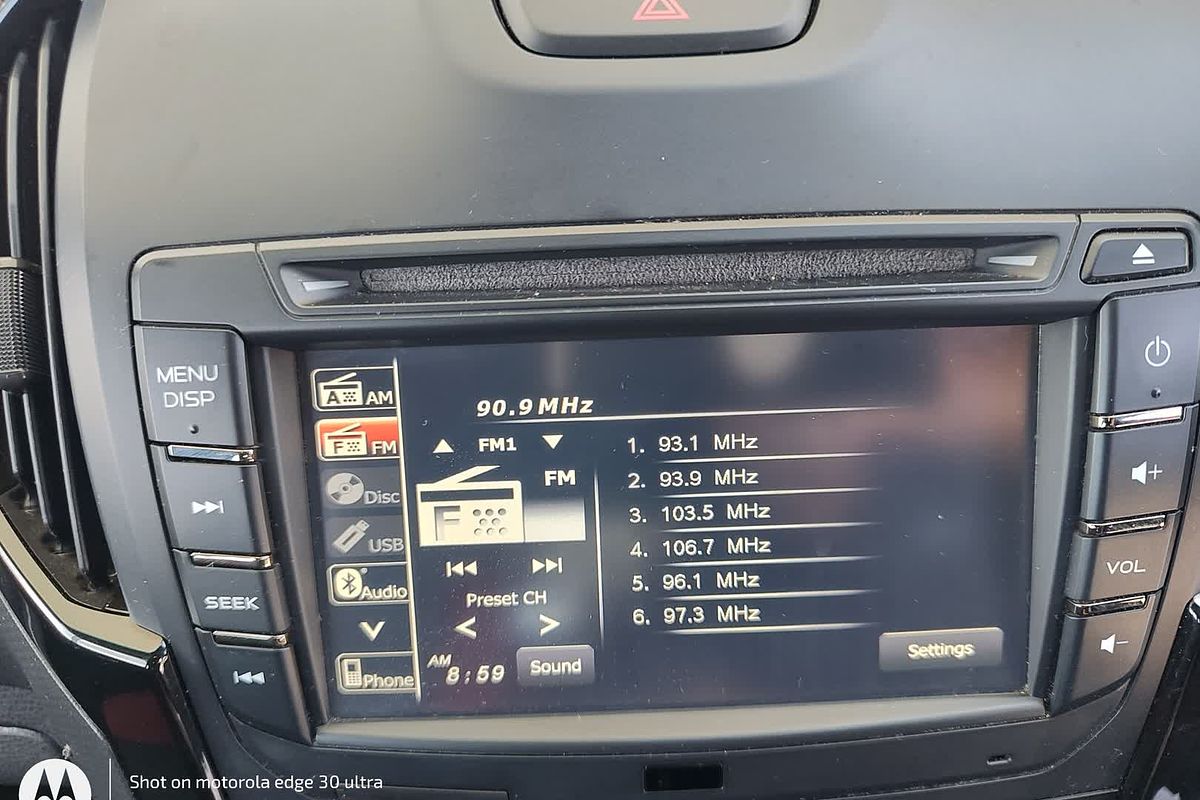 MENU
DISP
SEEK
VOL
A AM
F FM
Disc
USB
Audio
Phone
90.9 MHz
FM1
FM
F
Preset CH
AM 8:59
Sound
1. 93.1 MHz
2. 93.9 MHz
3. 103.5 MHz
4. 106.7 MHz
5. 96.1 MHz
6. 97.3 MHz
Settings
Shot on motorola edge 30 ultra